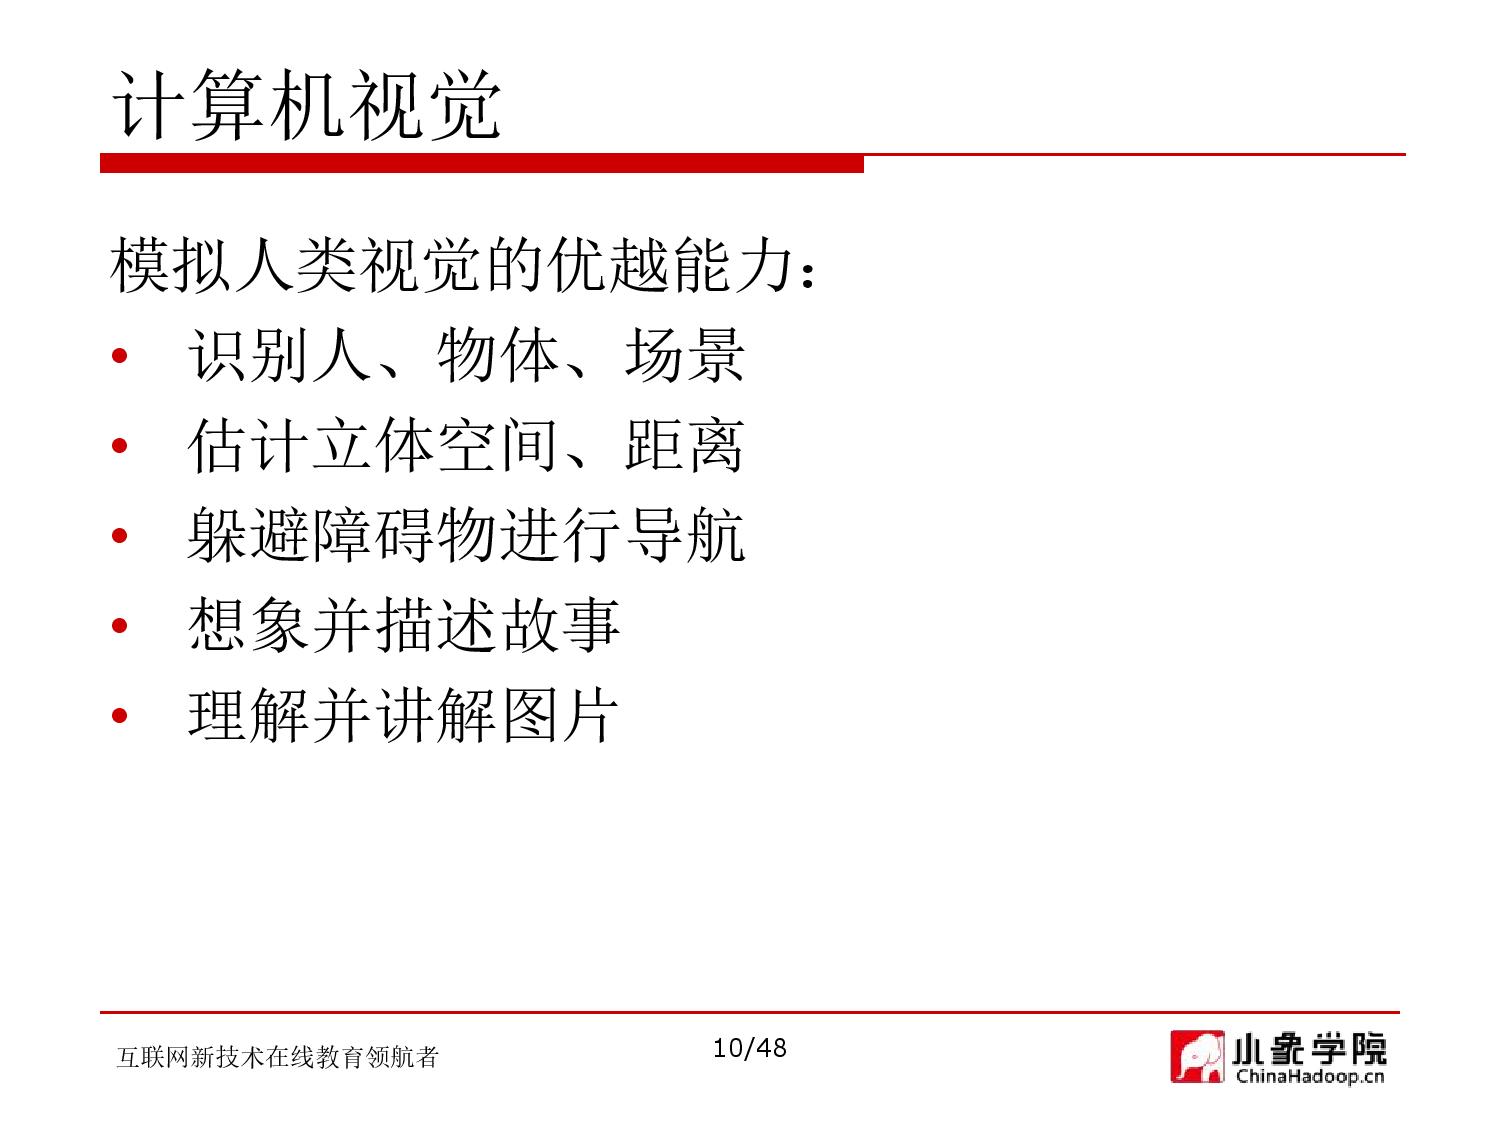 计算机视觉
模拟人类视觉的优越能力：
• 识别人、物体、场景
• 估计立体空间、距离
• 躲避障碍物进行导航
• 想象并描述故事
• 理解并讲解图片
互联网新技术在线教育领航者
10/48
小象学院
ChinaHadoop.cn